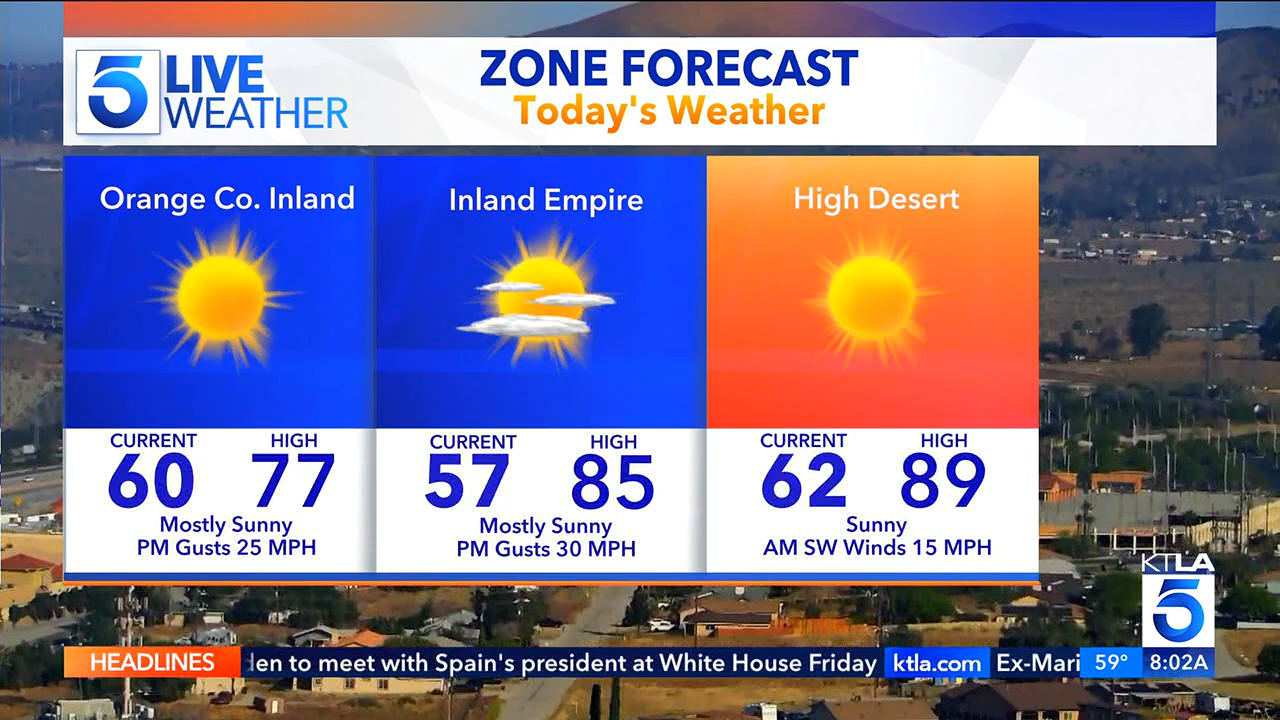 5 LIVE
WEATHER
ZONE FORECAST
Today's Weather
Orange Co. Inland
Inland Empire
High Desert
CURRENT HIGH
60 77
Mostly Sunny
PM Gusts 25 MPH
CURRENT HIGH
57 85
Mostly Sunny
PM Gusts 30 MPH
CURRENT HIGH
62 89
Sunny
AM SW Winds 15 MPH
KTLA
5
HEADLINES
den to meet with Spain's president at White House Friday
ktla.com
Ex-Mari
59°
8:02A